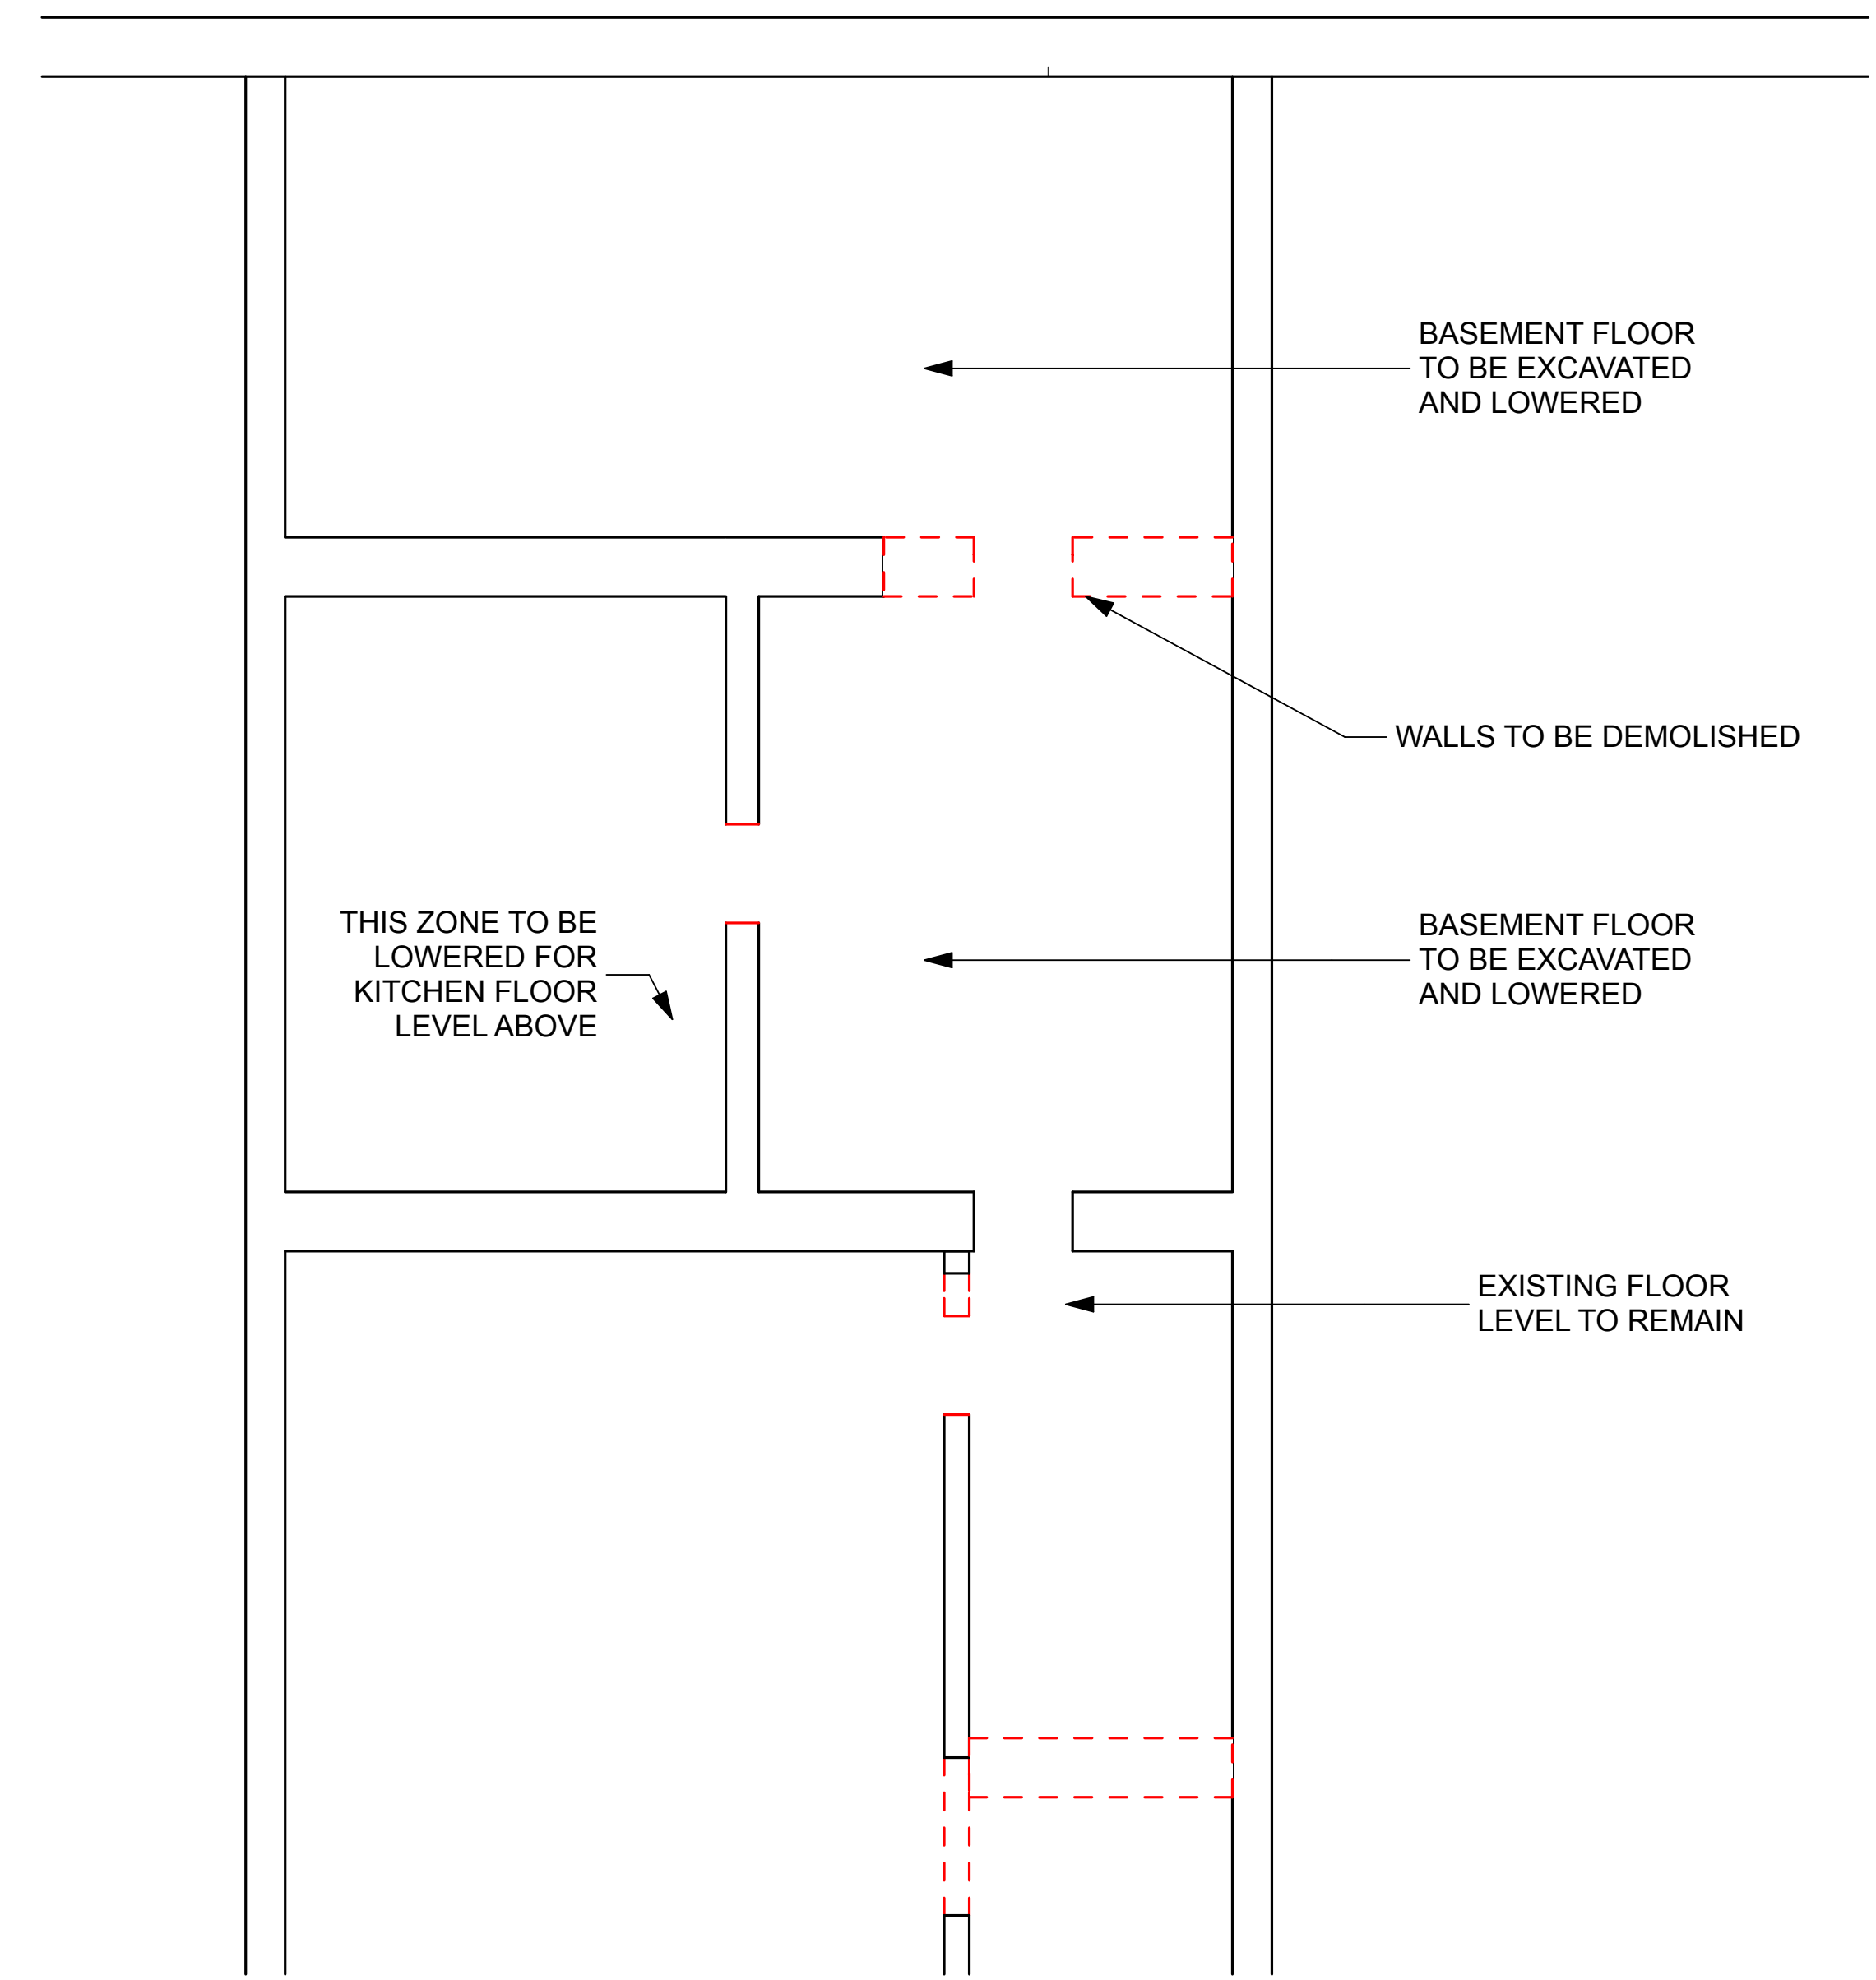 BASEMENT FLOOR
TO BE EXCAVATED
AND LOWERED
WALLS TO BE DEMOLISHED
THIS ZONE TO BE
LOWERED FOR
KITCHEN FLOOR
LEVEL ABOVE
BASEMENT FLOOR
TO BE EXCAVATED
AND LOWERED
EXISTING FLOOR
LEVEL TO REMAIN